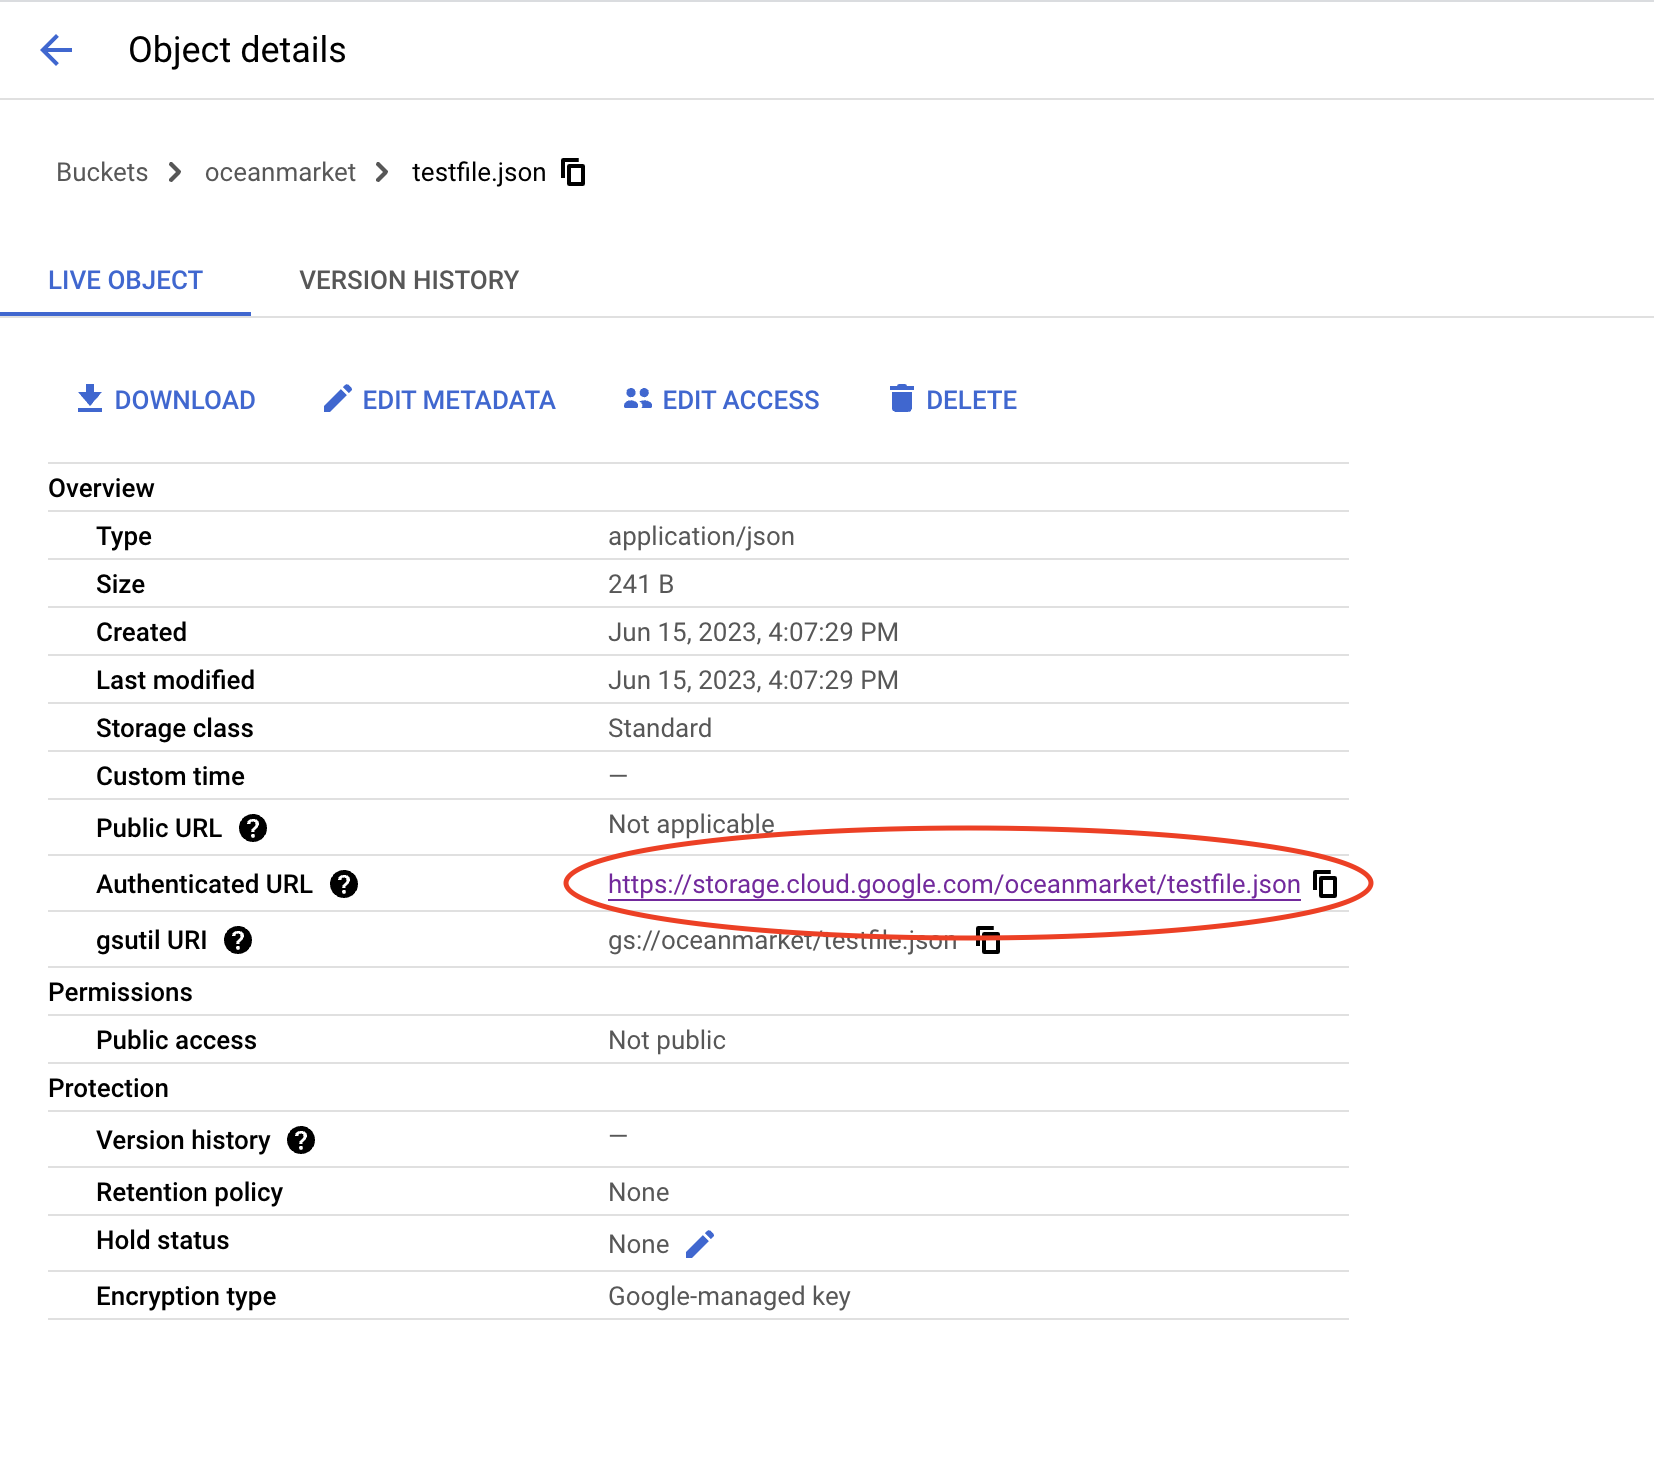 Object details
Buckets > oceanmarket > testfile.json
LIVE OBJECT VERSION HISTORY
DOWNLOAD EDIT METADATA EDIT ACCESS DELETE
Overview
Type application/json
Size 241 B
Created Jun 15, 2023, 4:07:29 PM
Last modified Jun 15, 2023, 4:07:29 PM
Storage class Standard
Custom time —
Public URL ? Not applicable
Authenticated URL ? https://storage.cloud.google.com/oceanmarket/testfile.json
gsutil URI ? gs://oceanmarket/testfile.json
Permissions
Public access Not public
Protection
Version history ? —
Retention policy None
Hold status None
Encryption type Google-managed key